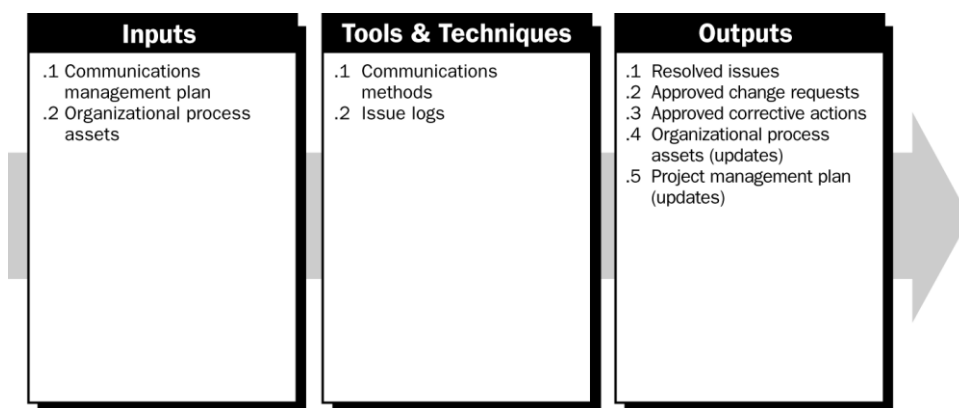 Inputs
.1 Communications
management plan
.2 Organizational process
assets
Tools & Techniques
.1 Communications
methods
.2 Issue logs
Outputs
.1 Resolved issues
.2 Approved change requests
.3 Approved corrective actions
.4 Organizational process
assets (updates)
.5 Project management plan
(updates)